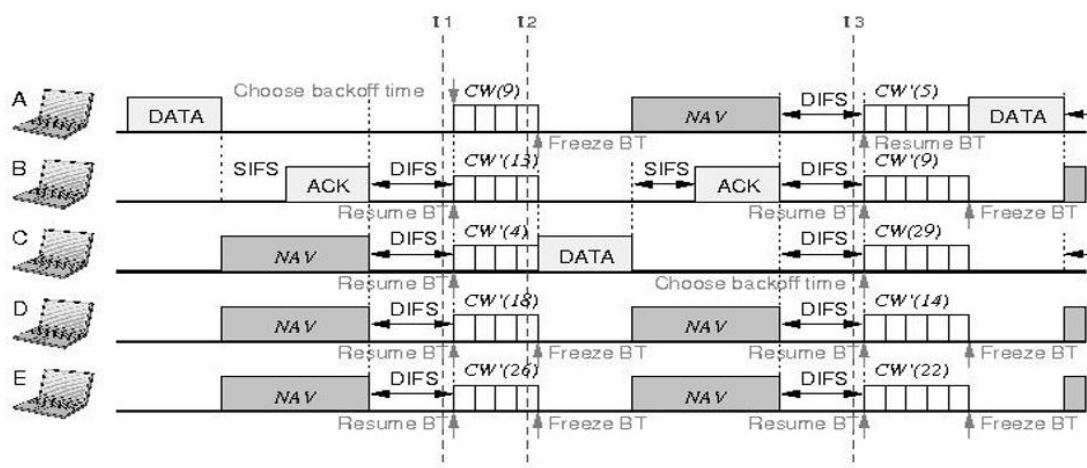 t1 t2 t3
A DATA Choose backoff time CW(9) NAV DIFS CW'(5) DATA
Freeze BT Resume BT
B SIFS ACK DIFS CW'(13) SIFS ACK DIFS CW'(9)
Resume BT Resume BT Freeze BT
C NAV DIFS CW'(4) DATA DIFS CW(29)
Resume BT Choose backoff time
D NAV DIFS CW'(18) NAV DIFS CW'(14)
Resume BT Freeze BT Resume BT Freeze BT
E NAV DIFS CW'(26) NAV DIFS CW'(22)
Resume BT Freeze BT Resume BT Freeze BT